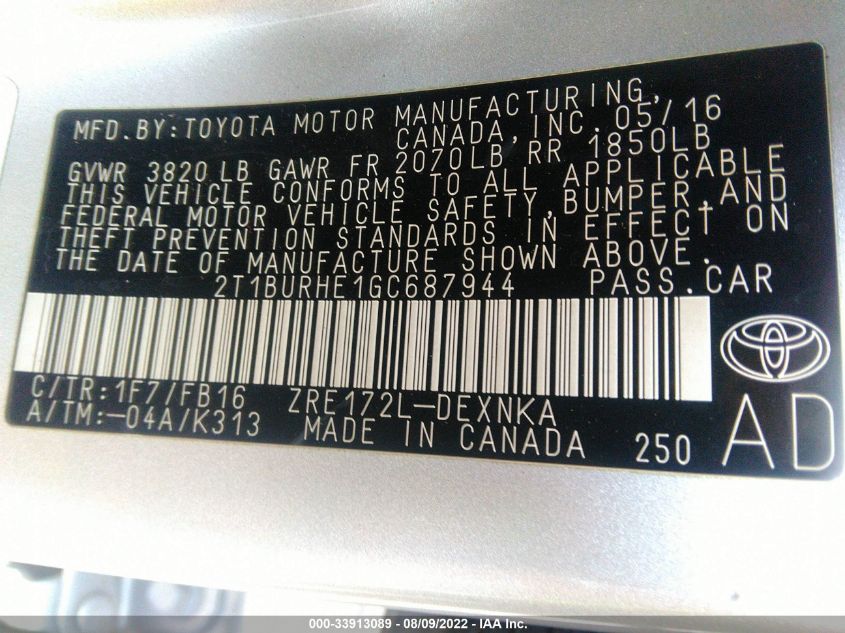 MFD.BY:TOYOTA MOTOR MANUFACTURING,
CANADA,INC. 05/16
GVWR 3820 LB GAWR FR 2070LB RR 1850LB
THIS VEHICLE CONFORMS TO ALL APPLICABLE
FEDERAL MOTOR VEHICLE SAFETY,BUMPER,AND
THEFT PREVENTION STANDARDS IN EFFECT ON
THE DATE OF MANUFACTURE SHOWN ABOVE.
2T1BURHE1GC687944 PASS.CAR
C/TR:1F7/FB16 ZRE172L-DEXNKA
A/TM:-04A/K313 MADE IN CANADA 250 AD
000-33913089 - 08/09/2022 - IAA Inc.